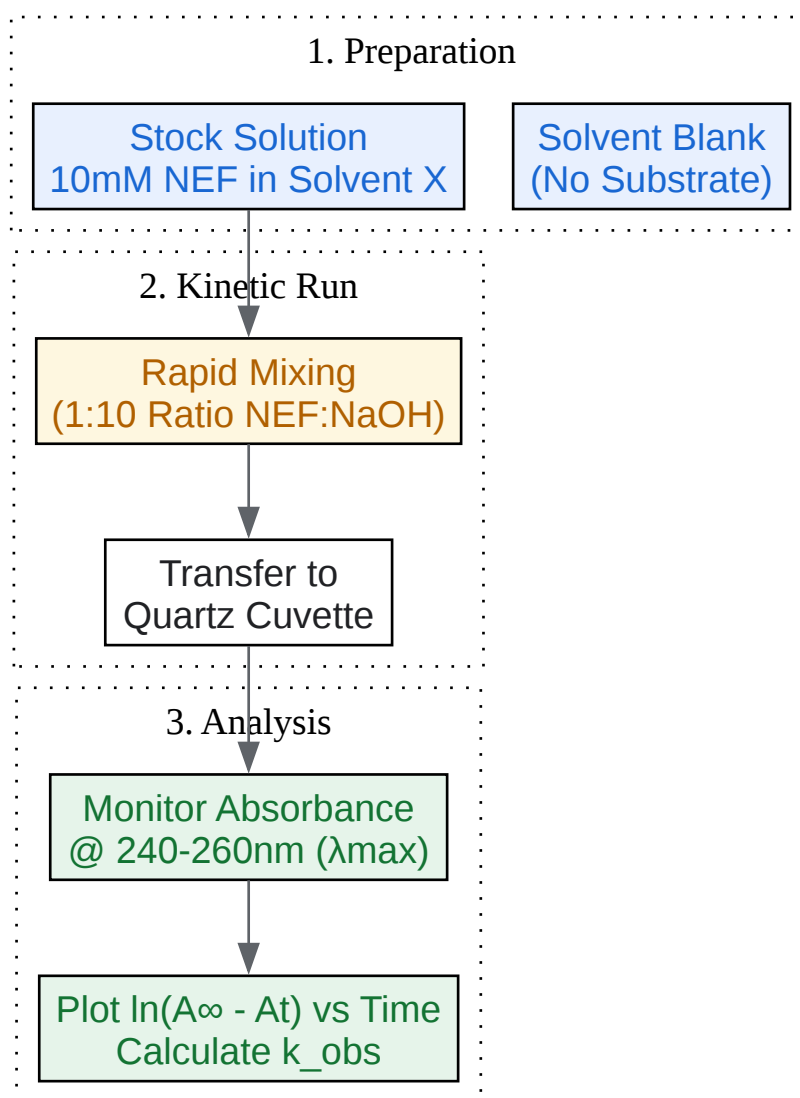 1. Preparation
Stock Solution
10mM NEF in Solvent X
Solvent Blank
(No Substrate)
2. Kinetic Run
Rapid Mixing
(1:10 Ratio NEF:NaOH)
Transfer to
Quartz Cuvette
3. Analysis
Monitor Absorbance
@ 240-260nm (λmax)
Plot ln(A∞ - At) vs Time
Calculate k_obs